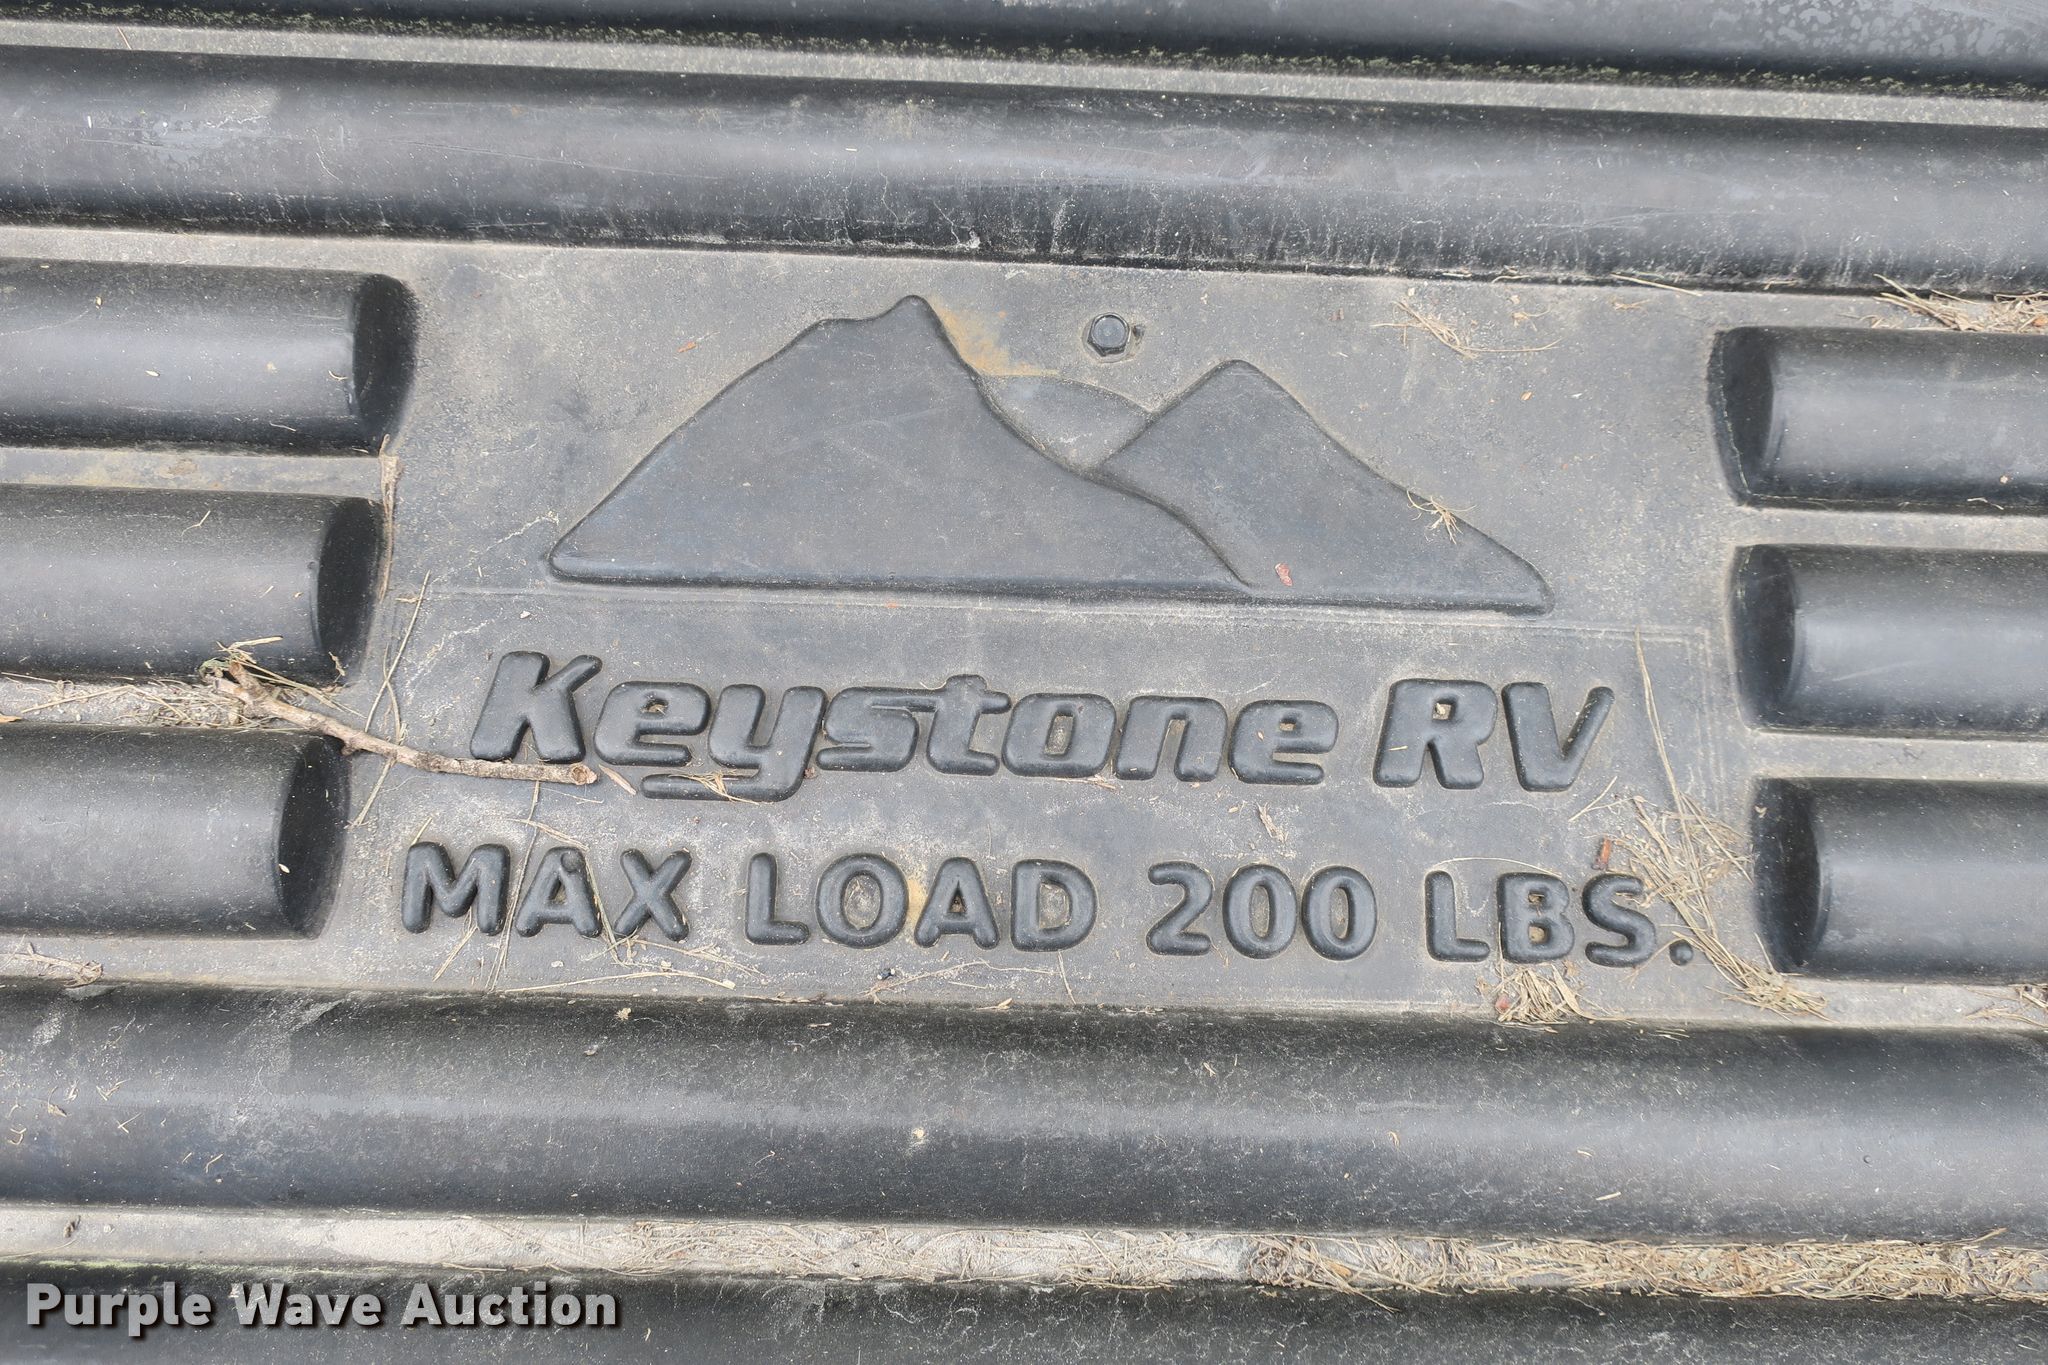 Keystone RV
MAX LOAD 200 LBS.
Purple Wave Auction